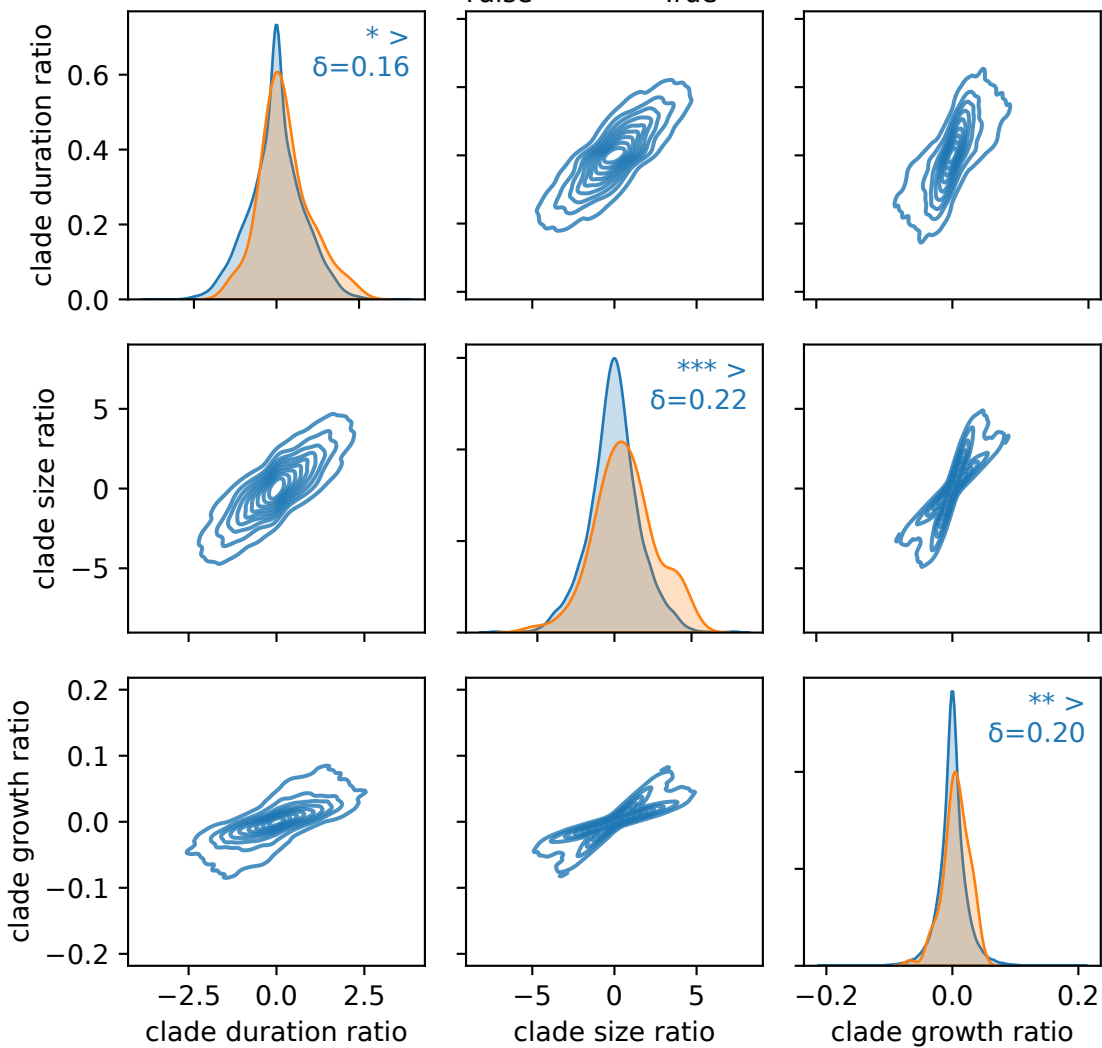 True
* >
δ=0.16
clade duration ratio
0.6
0.4
0.2
0.0
*** >
δ=0.22
clade size ratio
5
0
−5
** >
δ=0.20
clade growth ratio
0.2
0.1
0.0
−0.1
−0.2
−2.5 0.0 2.5 −5 0 5 −0.2 0.0 0.2
clade duration ratio clade size ratio clade growth ratio